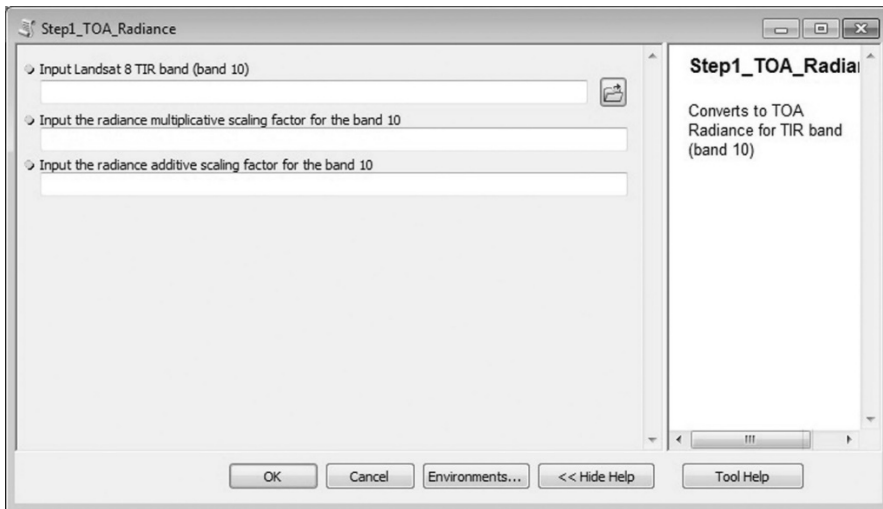 Step1_TOA_Radiance
Input Landsat 8 TIR band (band 10)
Input the radiance multiplicative scaling factor for the band 10
Input the radiance additive scaling factor for the band 10
Step1_TOA_Radia
Converts to TOA
Radiance for TIR band
(band 10)
OK
Cancel
Environments...
<< Hide Help
Tool Help